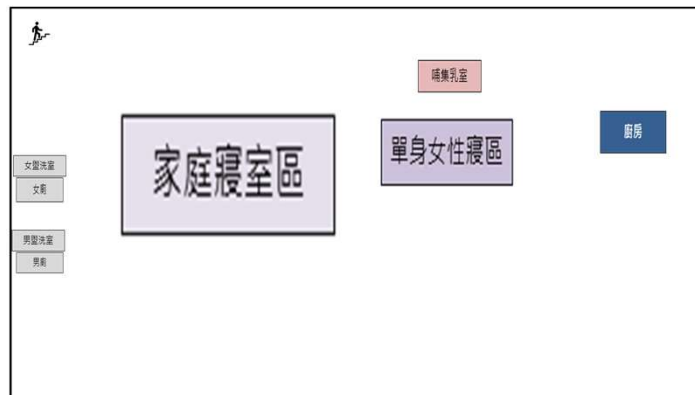 哺集乳室
單身女性寢區
廚房
家庭寢室區
女盥洗室
女廁
男盥洗室
男廁